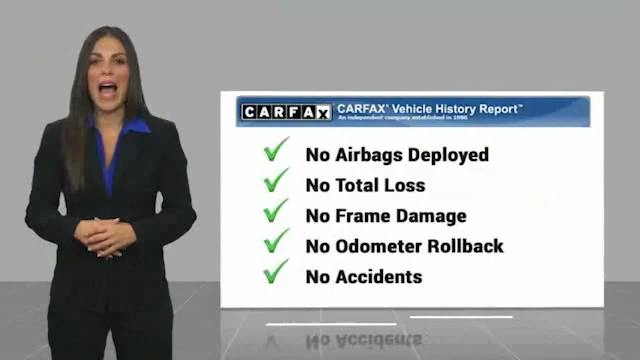 CARFAX CARFAX® Vehicle History Report™
An independent company established in 1986
No Airbags Deployed
No Total Loss
No Frame Damage
No Odometer Rollback
No Accidents